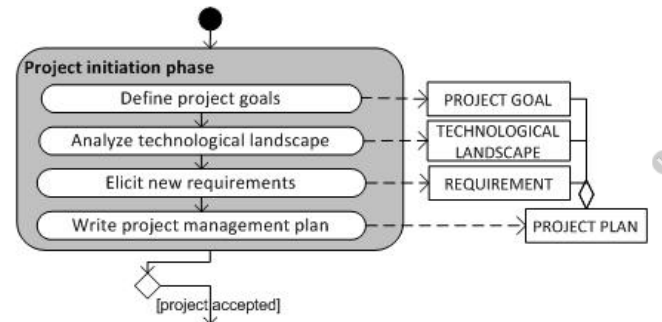 Project initiation phase
Define project goals
PROJECT GOAL
Analyze technological landscape
TECHNOLOGICAL
LANDSCAPE
Elicit new requirements
REQUIREMENT
Write project management plan
PROJECT PLAN
[project accepted]